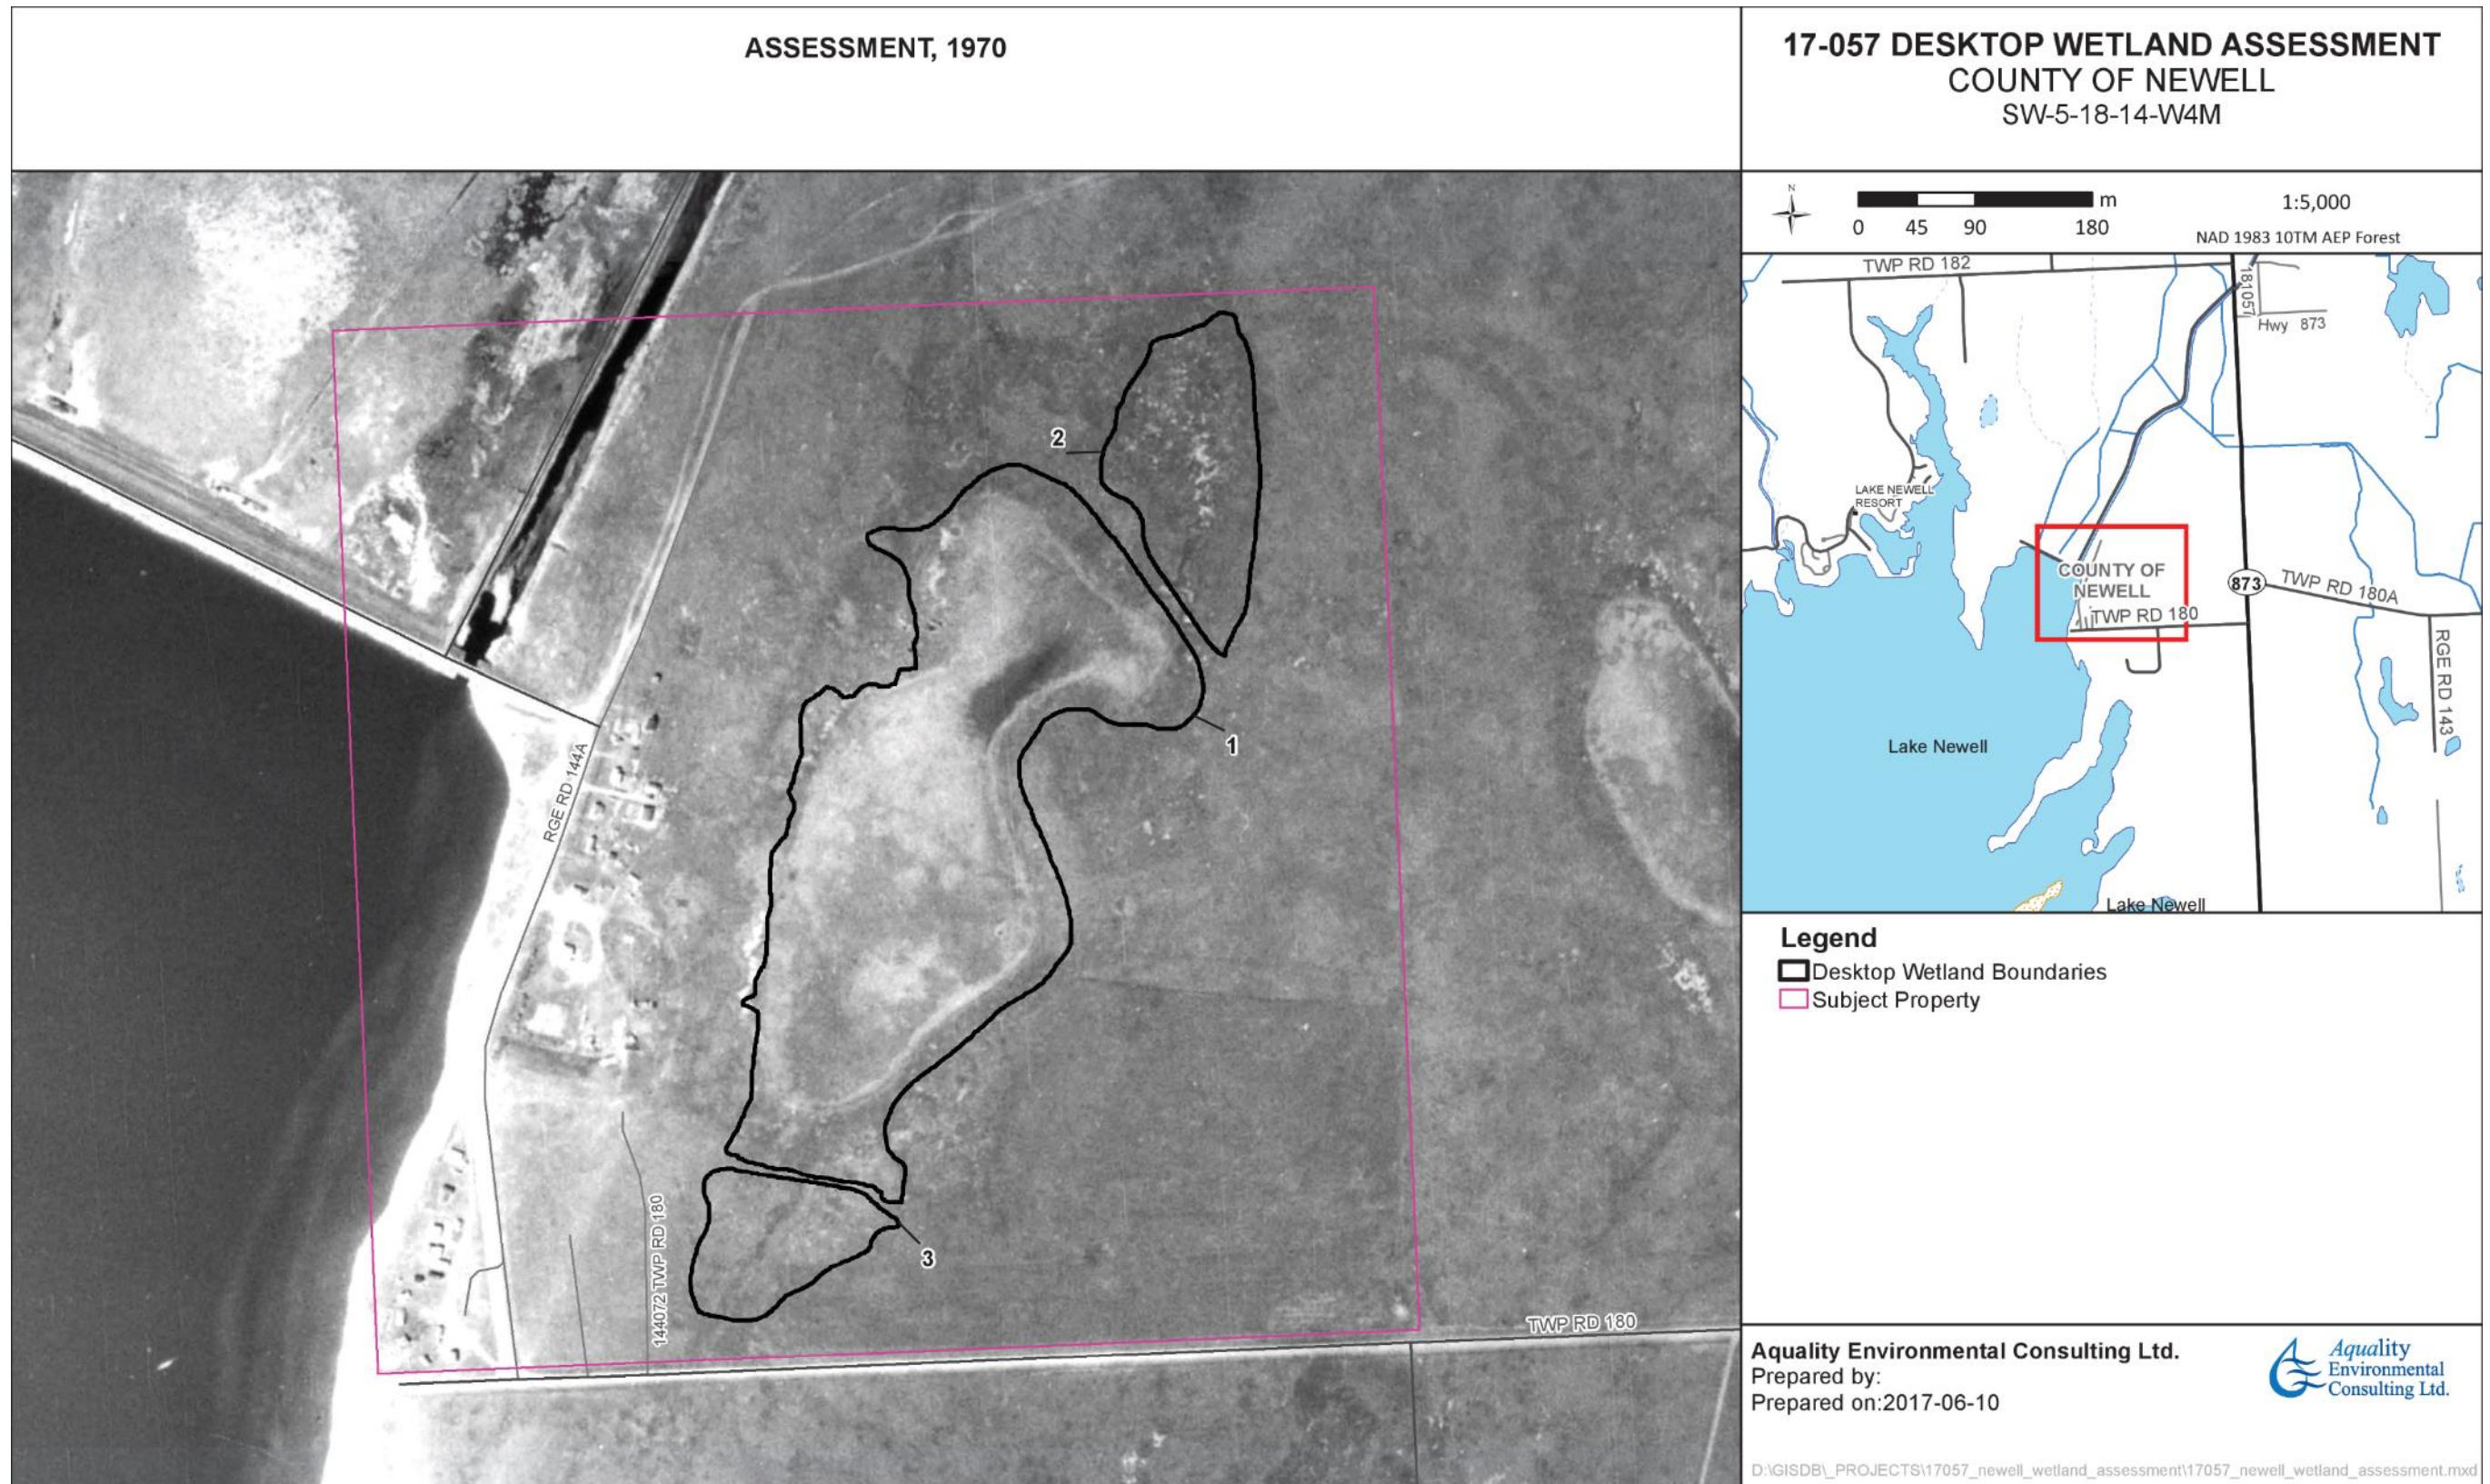 ASSESSMENT, 1970
17-057 DESKTOP WETLAND ASSESSMENT
COUNTY OF NEWELL
SW-5-18-14-W4M
N
m
0 45 90 180
1:5,000
NAD 1983 10TM AEP Forest
TWP RD 182
181057
Hwy 873
LAKE NEWELL
RESORT
COUNTY OF
NEWELL
873
TWP RD 180A
TWP RD 180
RGE RD 143
Lake Newell
Lake Newell
2
1
RGE RD 144A
3
144072 TWP RD 180
TWP RD 180
Legend
Desktop Wetland Boundaries
Subject Property
Aquality Environmental Consulting Ltd.
Prepared by:
Prepared on:2017-06-10
Aquality
Environmental
Consulting Ltd.
D:\GISDB\_PROJECTS\17057_newell_wetland_assessment\17057_newell_wetland_assessment.mxd